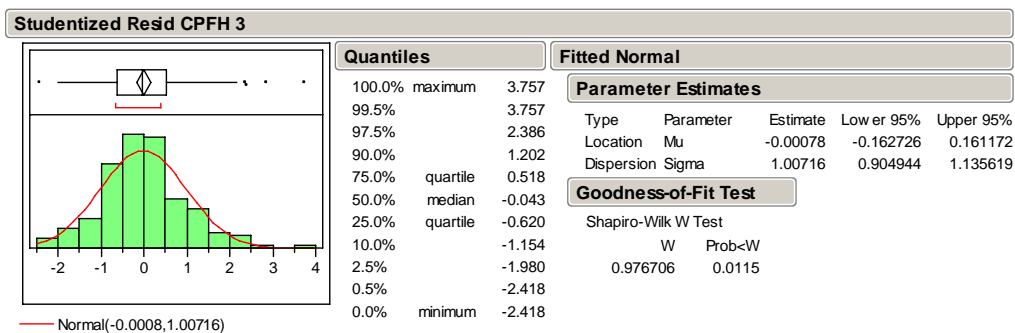 Studentized Resid CPFH 3
-2 -1 0 1 2 3 4
Normal(-0.0008,1.00716)
Quantiles
100.0% maximum 3.757
99.5% 3.757
97.5% 2.386
90.0% 1.202
75.0% quartile 0.518
50.0% median -0.043
25.0% quartile -0.620
10.0% -1.154
2.5% -1.980
0.5% -2.418
0.0% minimum -2.418
Fitted Normal
Parameter Estimates
Type Parameter Estimate Lower 95% Upper 95%
Location Mu -0.00078 -0.162726 0.161172
Dispersion Sigma 1.00716 0.904944 1.135619
Goodness-of-Fit Test
Shapiro-Wilk W Test
W Prob<W
0.976706 0.0115